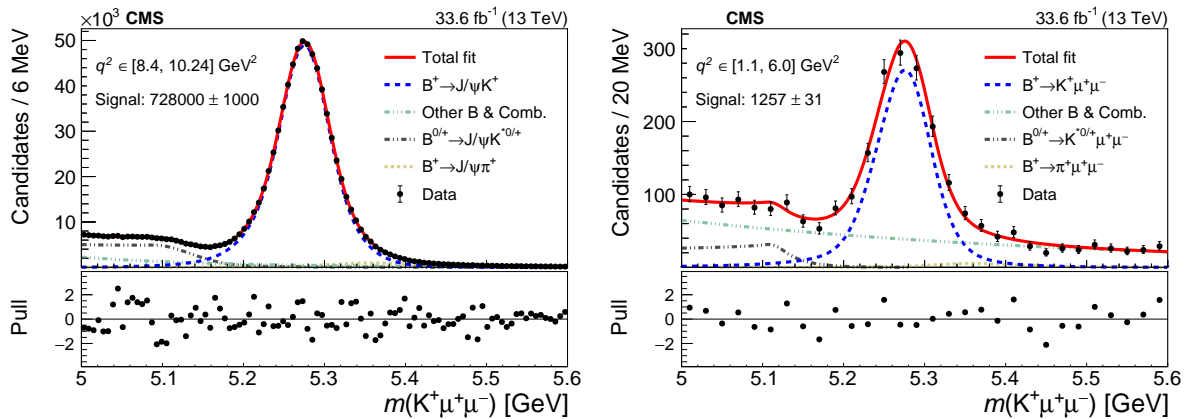 ×10³ CMS 33.6 fb⁻¹ (13 TeV)
q² ∈ [8.4, 10.24] GeV²
Signal: 728000 ± 1000
Total fit
B⁺→J/ψK⁺
Other B & Comb.
B⁰ᐟ⁺→J/ψK*⁰ᐟ⁺
B⁺→J/ψπ⁺
Data
Candidates / 6 MeV
50
40
30
20
10
Pull
2
0
−2
5 5.1 5.2 5.3 5.4 5.5 5.6
m(K⁺μ⁺μ⁻) [GeV]
CMS 33.6 fb⁻¹ (13 TeV)
q² ∈ [1.1, 6.0] GeV²
Signal: 1257 ± 31
Total fit
B⁺→K⁺μ⁺μ⁻
Other B & Comb.
B⁰ᐟ⁺→K*⁰ᐟ⁺μ⁺μ⁻
B⁺→π⁺μ⁺μ⁻
Data
Candidates / 20 MeV
300
200
100
Pull
2
0
−2
5 5.1 5.2 5.3 5.4 5.5 5.6
m(K⁺μ⁺μ⁻) [GeV]